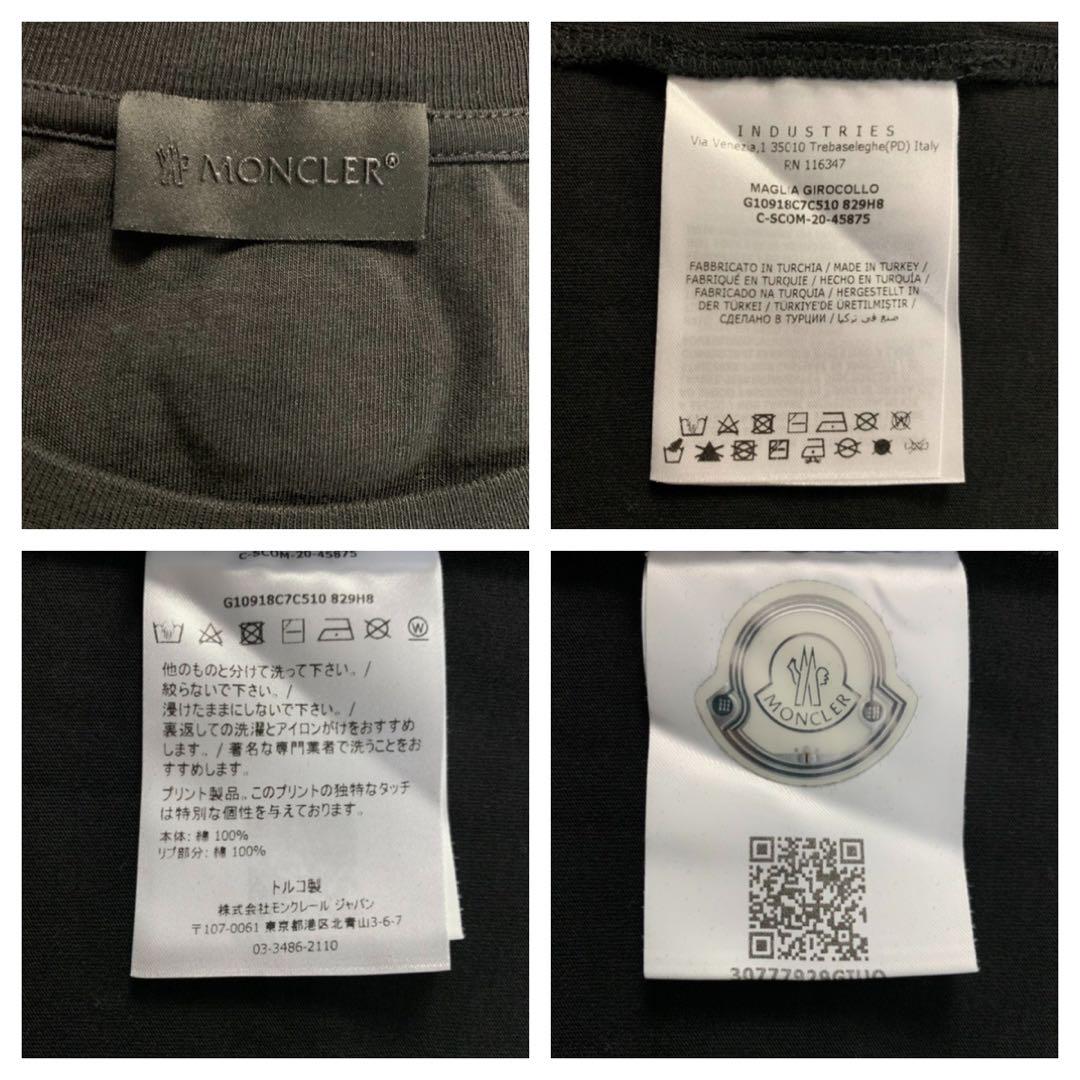 MONCLER®
INDUSTRIES
Via Venezia,1 35010 Trebaseleghe(PD) Italy
RN 116347
MAGLIA GIROCOLLO
G10918C7C510 829H8
C-SCOM-20-45875
FABBRICATO IN TURCHIA / MADE IN TURKEY /
FABRIQUÉ EN TURQUIE / HECHO EN TURQUÍA /
FABRICADO NA TURQUIA / HERGESTELLT IN
DER TÜRKEI / TÜRKİYE'DE ÜRETILMIŞTIR /
СДЕЛАНО В ТУРЦИИ / صنع في تركيا
C-SCOM-20-45875
G10918C7C510 829H8
W
他のものと分けて洗って下さい。/
絞らないで下さい。/
浸けたままにしないで下さい。/
裏返しての洗濯とアイロンがけをおすすめ
します。/ 著名な専門業者で洗うことをお
すすめします。
プリント製品。このプリントの独特なタッチ
は特別な個性を与えております。
本体: 綿 100%
リブ部分: 綿 100%
トルコ製
株式会社モンクレール ジャパン
〒107-0061 東京都港区北青山3-6-7
03-3486-2110
MONCLER